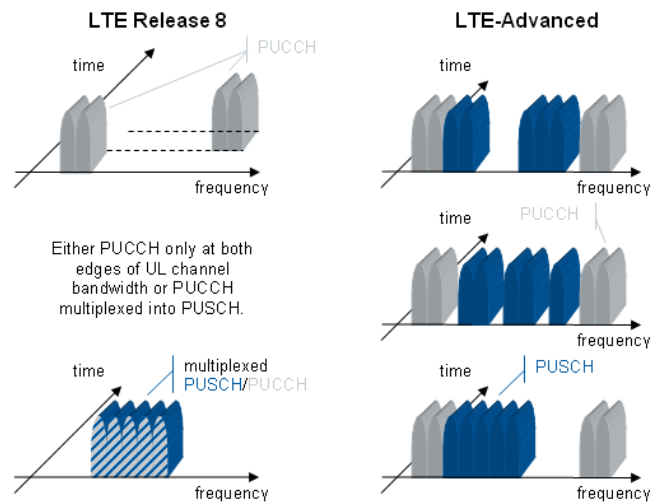 LTE Release 8
LTE-Advanced
time
PUCCH
frequency
time
frequency
Either PUCCH only at both
edges of UL channel
bandwidth or PUCCH
multiplexed into PUSCH.
time
PUCCH
frequency
time
multiplexed
PUSCH/PUCCH
frequency
time
PUSCH
frequency